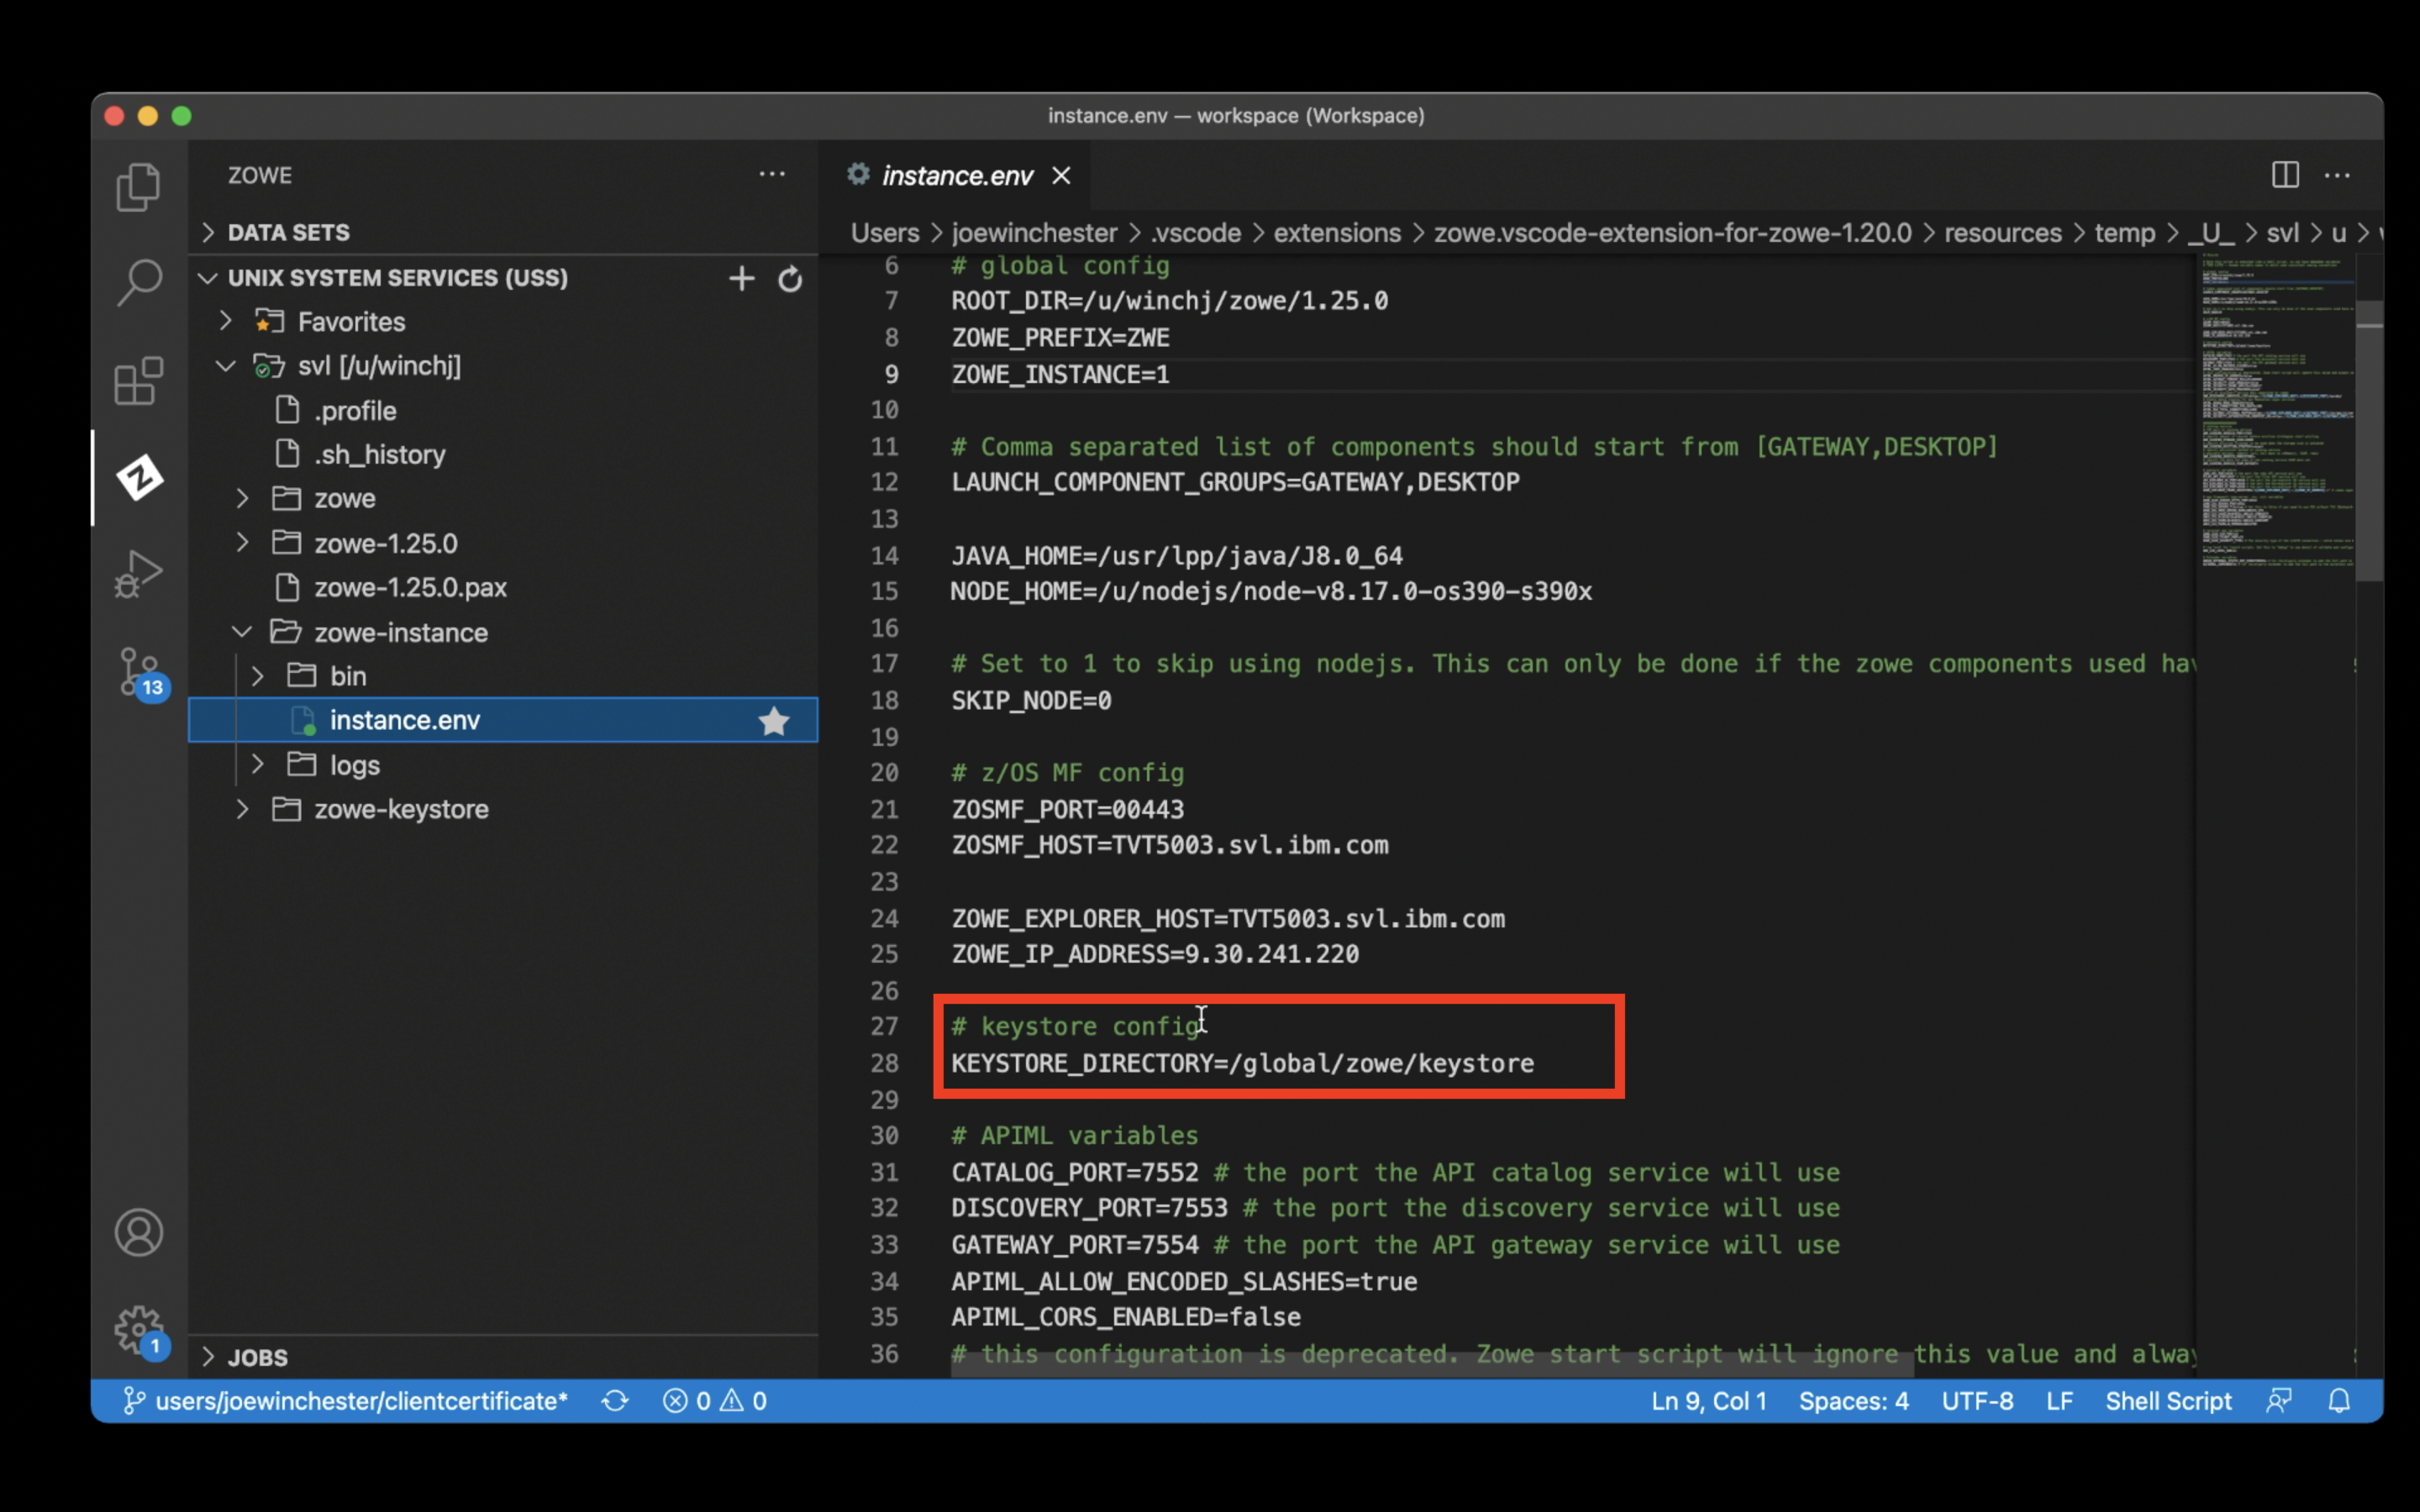 instance.env — workspace (Workspace)
ZOWE
DATA SETS
UNIX SYSTEM SERVICES (USS)
Favorites
svl [/u/winchj]
.profile
.sh_history
zowe
zowe-1.25.0
zowe-1.25.0.pax
zowe-instance
bin
instance.env
logs
zowe-keystore
JOBS
13
1
instance.env
Users > joewinchester > .vscode > extensions > zowe.vscode-extension-for-zowe-1.20.0 > resources > temp > _U_ > svl > u >
6 # global config
7 ROOT_DIR=/u/winchj/zowe/1.25.0
8 ZOWE_PREFIX=ZWE
9 ZOWE_INSTANCE=1
10
11 # Comma separated list of components should start from [GATEWAY,DESKTOP]
12 LAUNCH_COMPONENT_GROUPS=GATEWAY,DESKTOP
13
14 JAVA_HOME=/usr/lpp/java/J8.0_64
15 NODE_HOME=/u/nodejs/node-v8.17.0-os390-s390x
16
17 # Set to 1 to skip using nodejs. This can only be done if the zowe components used hav
18 SKIP_NODE=0
19
20 # z/OS MF config
21 ZOSMF_PORT=00443
22 ZOSMF_HOST=TVT5003.svl.ibm.com
23
24 ZOWE_EXPLORER_HOST=TVT5003.svl.ibm.com
25 ZOWE_IP_ADDRESS=9.30.241.220
26
27 # keystore config
28 KEYSTORE_DIRECTORY=/global/zowe/keystore
29
30 # APIML variables
31 CATALOG_PORT=7552 # the port the API catalog service will use
32 DISCOVERY_PORT=7553 # the port the discovery service will use
33 GATEWAY_PORT=7554 # the port the API gateway service will use
34 APIML_ALLOW_ENCODED_SLASHES=true
35 APIML_CORS_ENABLED=false
36 # this configuration is deprecated. Zowe start script will ignore this value and alway
users/joewinchester/clientcertificate* 0 0 Ln 9, Col 1 Spaces: 4 UTF-8 LF Shell Script